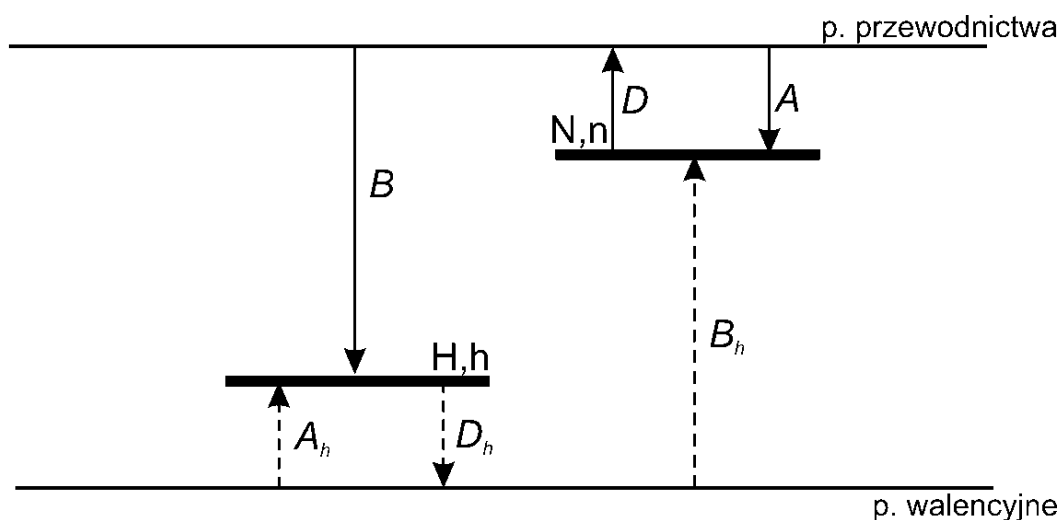 p. przewodnictwa
D
A
N,n
B
B_h
H,h
A_h
D_h
p. walencyjne